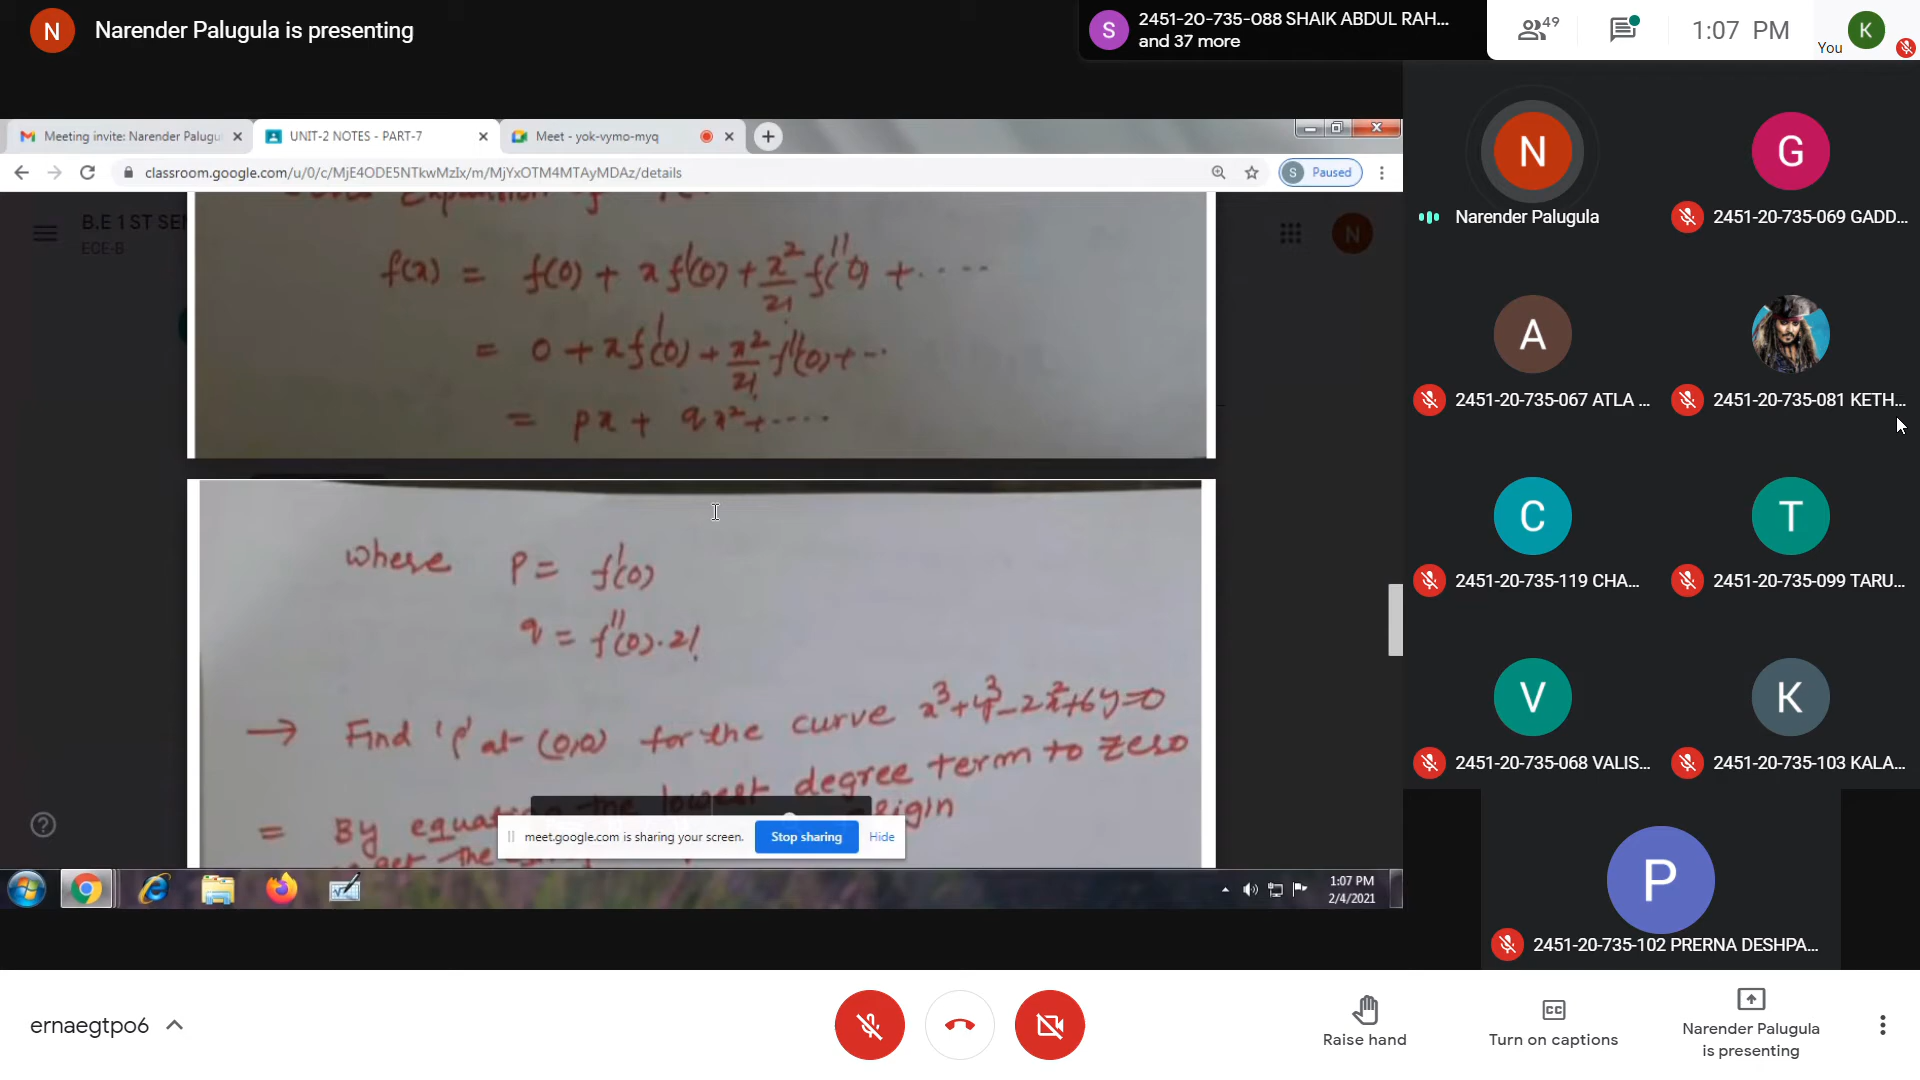 N Narender Palugula is presenting
S 2451-20-735-088 SHAIK ABDUL RAH...
and 37 more
49
1:07 PM
You K
Meeting invite: Narender Palugu
UNIT-2 NOTES - PART-7
Meet - yok-vymo-myq
classroom.google.com/u/0/c/MjE4ODE5NTkwMzIx/m/MjYxOTM4MTAyMDAz/details
S Paused
B.E 1 ST SE
ECE-B
N
f(x) = f(0) + x f'(0) + x²/2! f''(0) + ....
= 0 + x f'(0) + x²/2! f''(0) + ..
= px + qx² + ....
where p = f'(0)
q = f''(0) . 2!
→ Find 'ρ' at (0,0) for the curve x³+y³-2x²+6y=0
= By equating the lowest degree term to zero
get the origin
meet.google.com is sharing your screen.
Stop sharing
Hide
1:07 PM
2/4/2021
N
Narender Palugula
G
2451-20-735-069 GADD...
A
2451-20-735-067 ATLA ...
2451-20-735-081 KETH...
C
2451-20-735-119 CHA...
T
2451-20-735-099 TARU...
V
2451-20-735-068 VALIS...
K
2451-20-735-103 KALA...
P
2451-20-735-102 PRERNA DESHPA...
ernaegtpo6
Raise hand
Turn on captions
Narender Palugula
is presenting